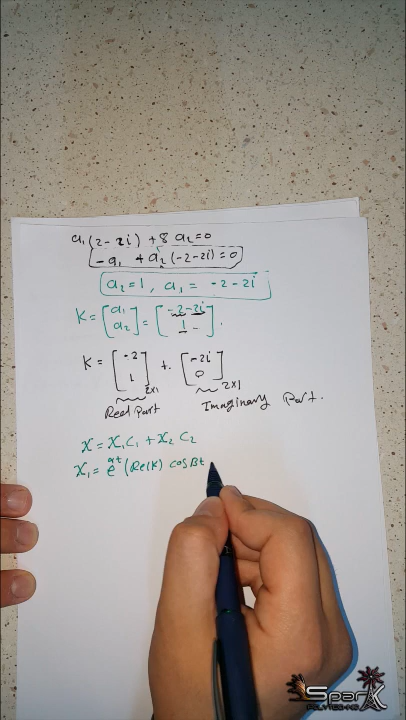 a₁(2-2i) + 8 a₂ = 0
-a₁ + a₂(-2-2i) = 0
a₂ = 1, a₁ = -2-2i
K = [a₁ a₂] = [-2-2i 1].
K = [-2 1] 2x1 + [-2i 0] 2x1
Real Part Imaginary Part.
X = X₁C₁ + X₂C₂
X₁ = e^αt (Re(K) cosβt
Spark
POLYTECHNIC